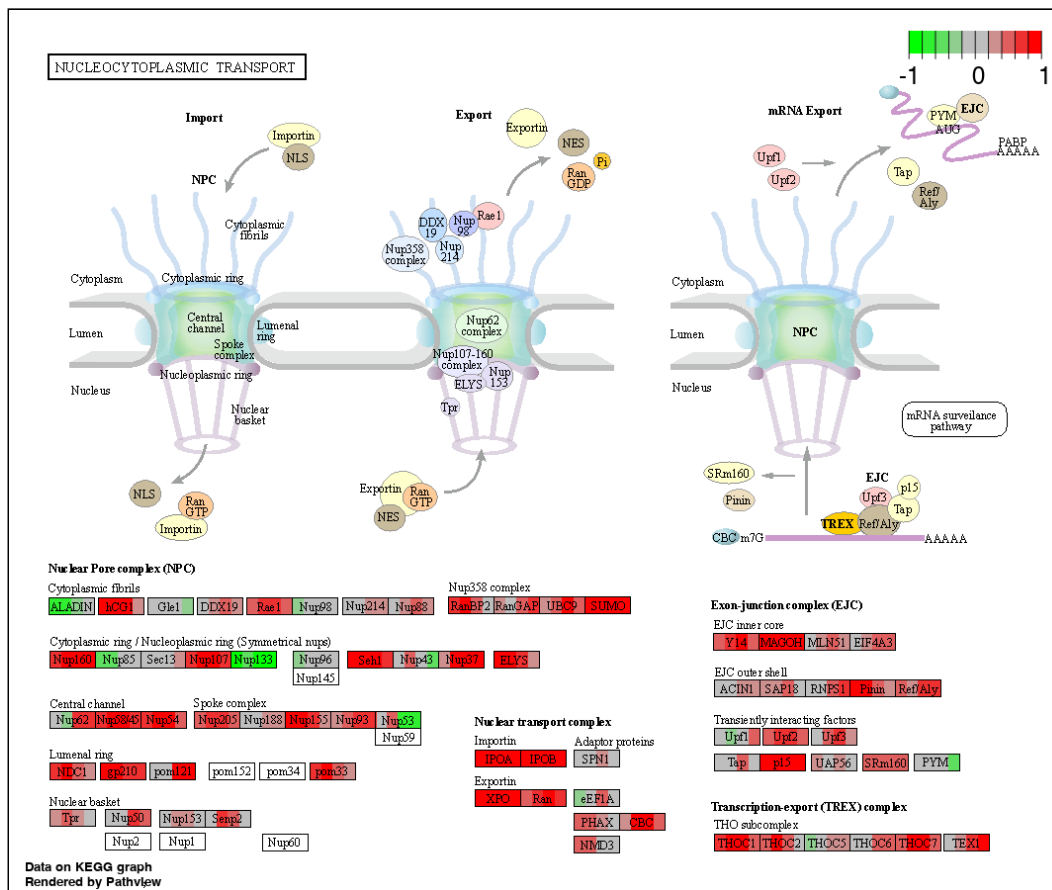 NUCLEOCYTOPLASMIC TRANSPORT
-1 0 1
Import
Importin
NLS
NPC
Cytoplasmic
fibrils
Cytoplasm
Cytoplasmic ring
Central
channel
Lumenal
ring
Lumen
Spoke
complex
Nucleoplasmic ring
Nucleus
Nuclear
basket
NLS
Ran
GTP
Importin
Export
Exportin
NES
Pi
Ran
GDP
DDX
19
Nup
98
Rae1
Nup358
complex
Nup
214
Nup62
complex
Nup107-160
complex
Nup
153
ELYS
Tpr
Exportin
Ran
GTP
NES
mRNA Export
PYM
EJC
AUG
PABP
AAAAA
Upf1
Upf2
Tap
Ref/
Aly
Cytoplasm
Lumen
NPC
Nucleus
mRNA surveilance
pathway
SRm160
Pinin
EJC
Upf3
p15
Tap
TREX
Ref/Aly
CBC
m7G
AAAAA
Nuclear Pore complex (NPC)
Cytoplasmic fibrils
ALADIN hCG1 Gle1 DDX19 Rae1 Nup98 Nup214 Nup88
Nup358 complex
RanBP2 RanGAP UBC9 SUMO
Cytoplasmic ring / Nucleoplasmic ring (Symmetrical nups)
Nup160 Nup85 Sec13 Nup107 Nup133 Nup96 Seh1 Nup43 Nup37 ELYS
Nup145
Central channel
Nup62 Nup58/45 Nup54
Spoke complex
Nup205 Nup188 Nup155 Nup93 Nup53
Nup59
Lumenal ring
NDC1 gp210 pom121 pom152 pom34 pom33
Nuclear basket
Tpr Nup50 Nup153 Senp2
Nup2 Nup1 Nup60
Nuclear transport complex
Importin
IPOA IPOB
Adaptor proteins
SPN1
Exportin
XPO Ran eEF1A
PHAX CBC
NMD3
Exon-junction complex (EJC)
EJC inner core
Y14 MAGOH MLN51 EIF4A3
EJC outer shell
ACIN1 SAP18 RNPS1 Pinin Ref/Aly
Transiently interacting factors
Upf1 Upf2 Upf3
Tap p15 UAP56 SRm160 PYM
Transcription-export (TREX) complex
THO subcomplex
THOC1 THOC2 THOC5 THOC6 THOC7 TEX1
Data on KEGG graph
Rendered by Pathview